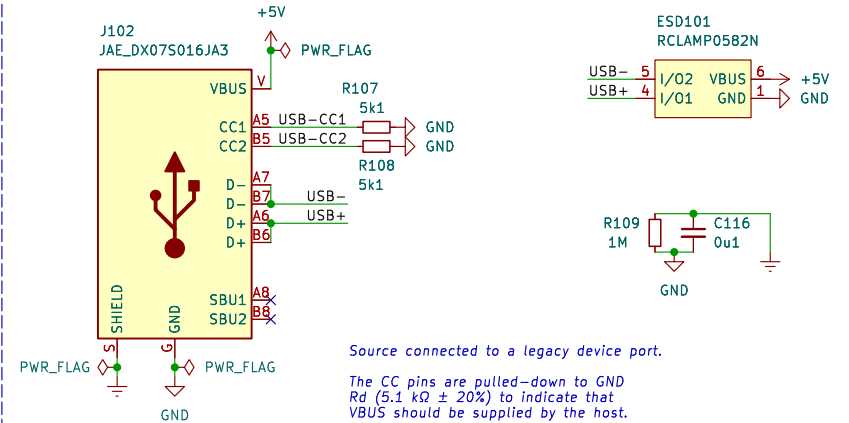 +5V
J102
JAE_DX07S016JA3
PWR_FLAG
VBUS
V
R107
5k1
CC1
A5
USB-CC1
GND
CC2
B5
USB-CC2
GND
R108
5k1
D-
A7
D-
B7
USB-
D+
A6
USB+
D+
B6
SBU1
A8
SBU2
B8
SHIELD
GND
S
G
PWR_FLAG
PWR_FLAG
GND
ESD101
RCLAMP0582N
USB-
5
I/O2
VBUS
6
+5V
USB+
4
I/O1
GND
1
GND
R109
1M
C116
0u1
GND
Source connected to a legacy device port.
The CC pins are pulled-down to GND
Rd (5.1 kΩ ± 20%) to indicate that
VBUS should be supplied by the host.